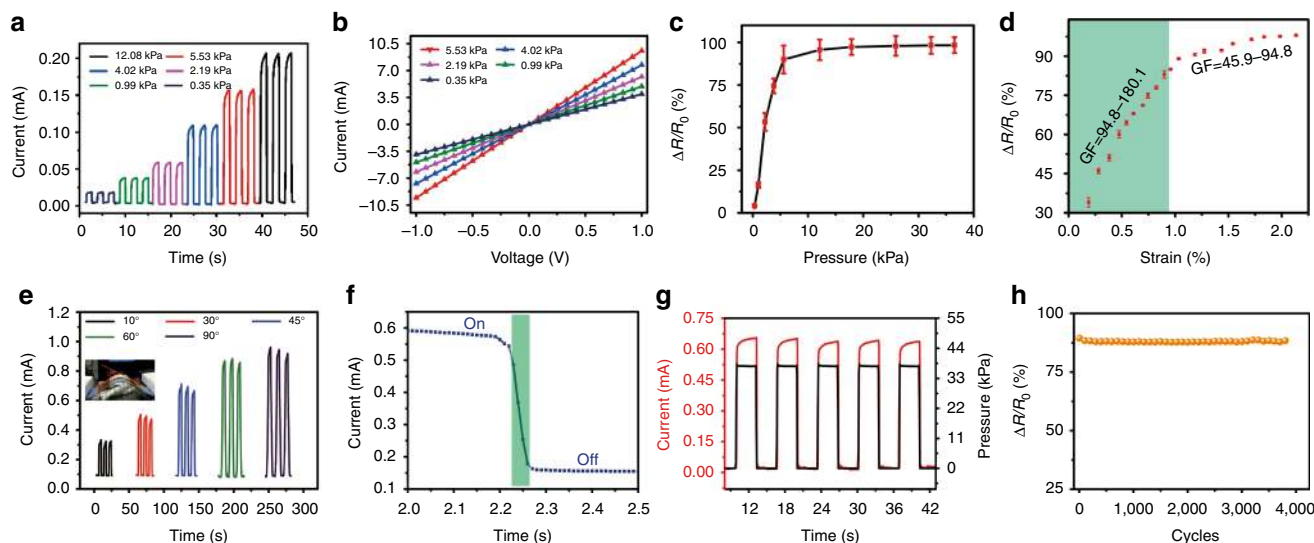 a
Current (mA)
0.20
0.15
0.10
0.05
0.00
12.08 kPa 5.53 kPa
4.02 kPa 2.19 kPa
0.99 kPa 0.35 kPa
0 10 20 30 40 50
Time (s)
b
Current (mA)
10.5
7.0
3.5
0.0
−3.5
−7.0
−10.5
5.53 kPa 4.02 kPa
2.19 kPa 0.99 kPa
0.35 kPa
−1.0 −0.5 0.0 0.5 1.0
Voltage (V)
c
ΔR/R0 (%)
100
75
50
25
0
0 10 20 30 40
Pressure (kPa)
d
ΔR/R0 (%)
90
75
60
45
30
GF=94.8–180.1
GF=45.9–94.8
0.0 0.5 1.0 1.5 2.0
Strain (%)
e
Current (mA)
1.2
1.0
0.8
0.6
0.4
0.2
0.0
10° 30° 45°
60° 90°
0 50 100 150 200 250 300
Time (s)
f
Current (mA)
0.6
0.5
0.4
0.3
0.2
0.1
On
Off
2.0 2.1 2.2 2.3 2.4 2.5
Time (s)
g
Current (mA)
0.75
0.60
0.45
0.30
0.15
0.00
55
44
33
22
11
0
Pressure (kPa)
12 18 24 30 36 42
Time (s)
h
ΔR/R0 (%)
100
75
50
25
0 1,000 2,000 3,000 4,000
Cycles